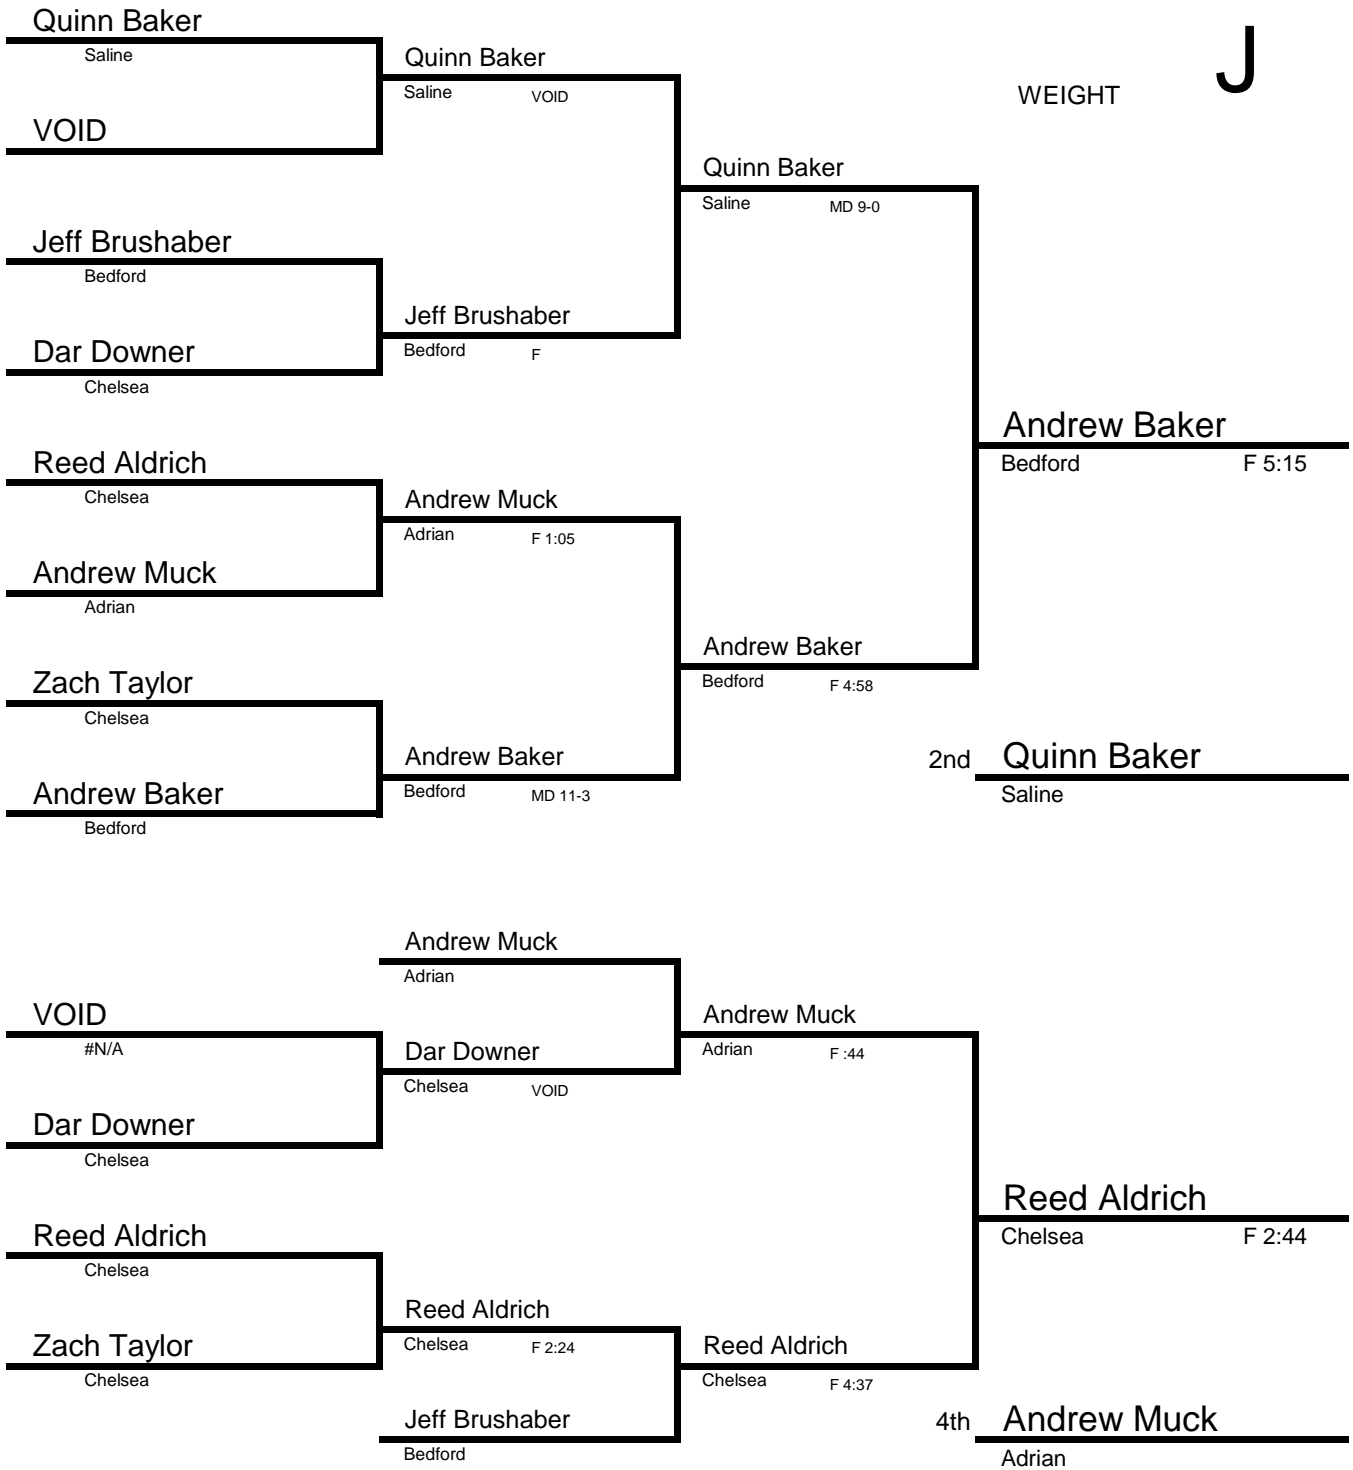 Quinn Baker
Saline
VOID
Jeff Brushaber
Bedford
Dar Downer
Chelsea
Reed Aldrich
Chelsea
Andrew Muck
Adrian
Zach Taylor
Chelsea
Andrew Baker
Bedford
Quinn Baker
Saline VOID
Jeff Brushaber
Bedford F
Andrew Muck
Adrian F 1:05
Andrew Baker
Bedford MD 11-3
Quinn Baker
Saline MD 9-0
Andrew Baker
Bedford F 4:58
WEIGHT J
Andrew Baker
Bedford F 5:15
2nd Quinn Baker
Saline
VOID
#N/A
Dar Downer
Chelsea
Reed Aldrich
Chelsea
Zach Taylor
Chelsea
Andrew Muck
Adrian
Dar Downer
Chelsea VOID
Reed Aldrich
Chelsea F 2:24
Jeff Brushaber
Bedford
Andrew Muck
Adrian F :44
Reed Aldrich
Chelsea F 4:37
Reed Aldrich
Chelsea F 2:44
4th Andrew Muck
Adrian